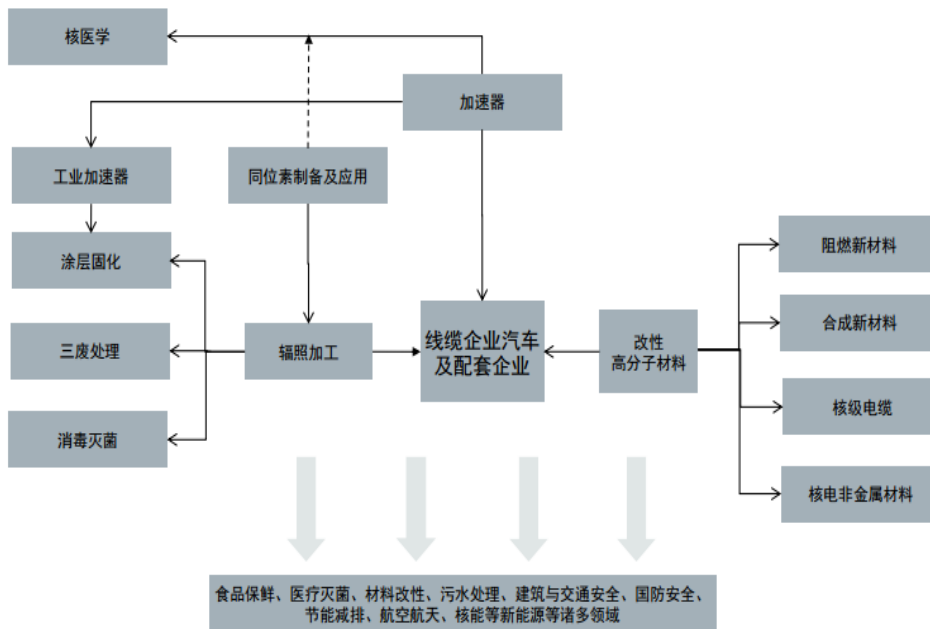 核医学
加速器
工业加速器
同位素制备及应用
涂层固化
阻燃新材料
三废处理
辐照加工
线缆企业汽车
及配套企业
改性
高分子材料
合成新材料
消毒灭菌
核级电缆
核电非金属材料
食品保鲜、医疗灭菌、材料改性、污水处理、建筑与交通安全、国防安全、
节能减排、航空航天、核能等新能源等诸多领域